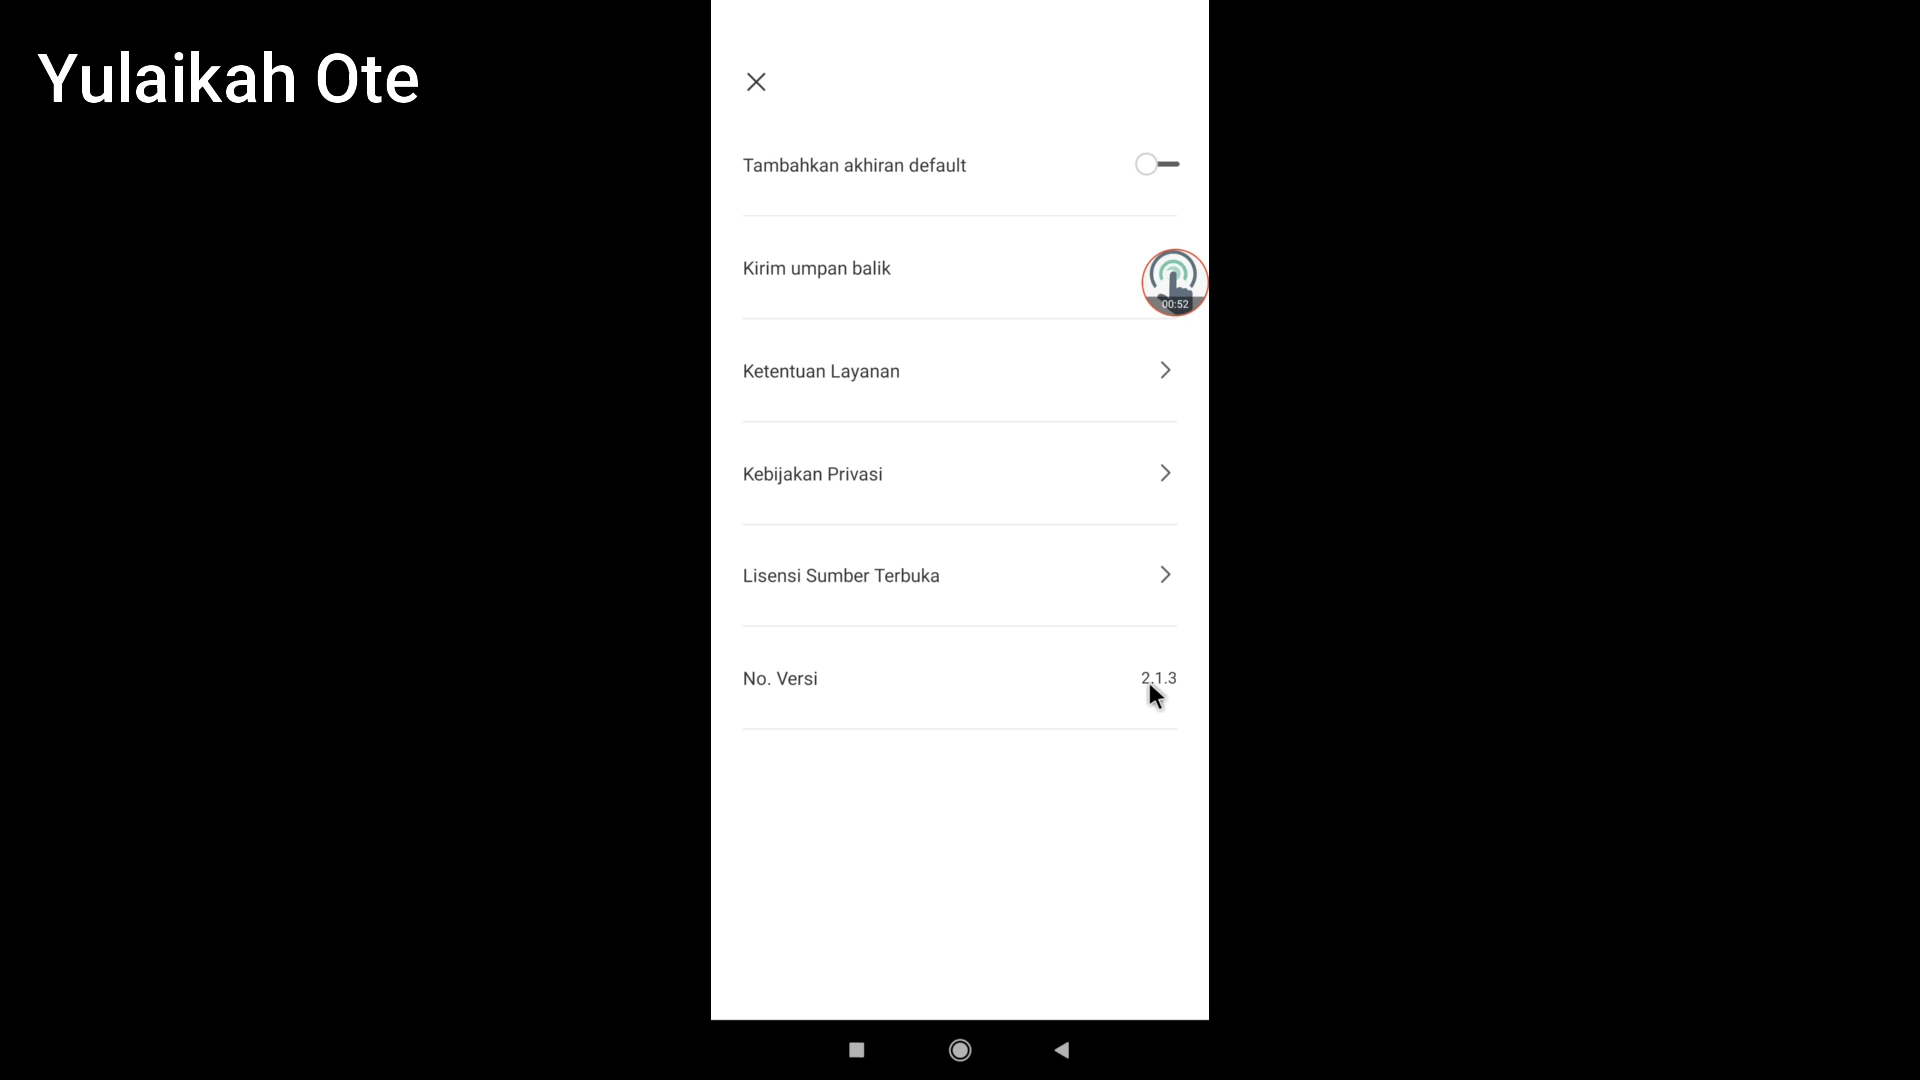 Yulaikah Ote
Tambahkan akhiran default
Kirim umpan balik
00:52
Ketentuan Layanan
Kebijakan Privasi
Lisensi Sumber Terbuka
No. Versi 2.1.3